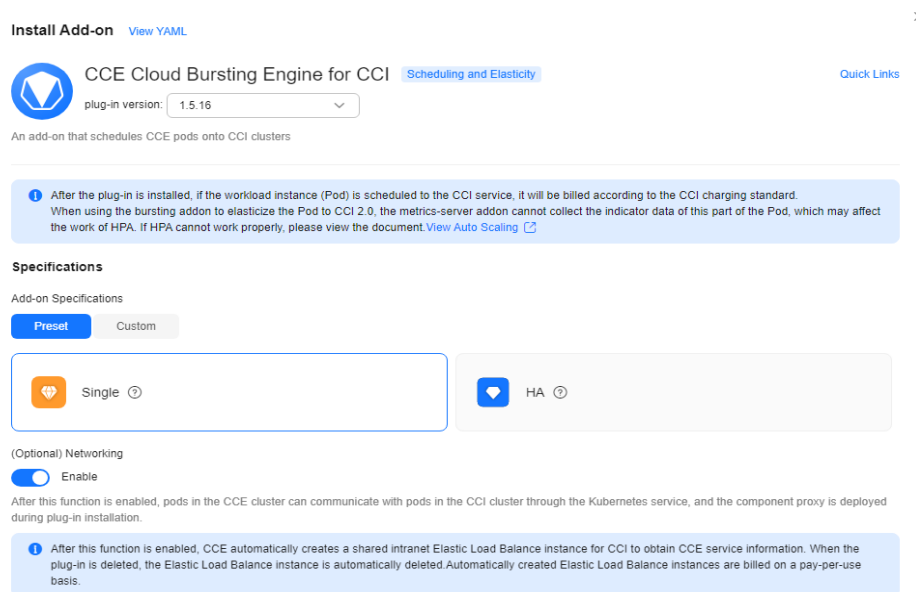 Install Add-on View YAML
CCE Cloud Bursting Engine for CCI Scheduling and Elasticity Quick Links
plug-in version: 1.5.16
An add-on that schedules CCE pods onto CCI clusters
After the plug-in is installed, if the workload instance (Pod) is scheduled to the CCI service, it will be billed according to the CCI charging standard.
When using the bursting addon to elasticize the Pod to CCI 2.0, the metrics-server addon cannot collect the indicator data of this part of the Pod, which may affect
the work of HPA. If HPA cannot work properly, please view the document.View Auto Scaling
Specifications
Add-on Specifications
Preset Custom
Single HA
(Optional) Networking
Enable
After this function is enabled, pods in the CCE cluster can communicate with pods in the CCI cluster through the Kubernetes service, and the component proxy is deployed
during plug-in installation.
After this function is enabled, CCE automatically creates a shared intranet Elastic Load Balance instance for CCI to obtain CCE service information. When the
plug-in is deleted, the Elastic Load Balance instance is automatically deleted.Automatically created Elastic Load Balance instances are billed on a pay-per-use
basis.